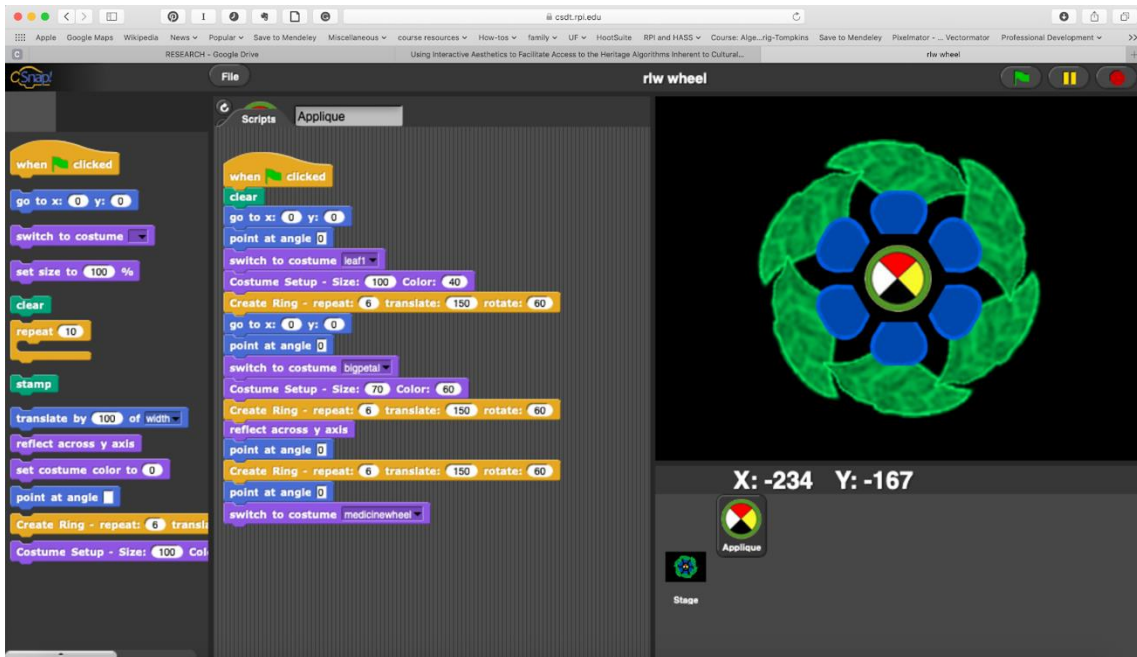 csdt.rpi.edu
Apple Google Maps Wikipedia News Popular Save to Mendeley Miscellaneous course resources How-tos family UF HootSuite RPI and HASS Course: Alge...rig-Tompkins Save to Mendeley Pixelmator - ... Vectormator Professional Development
RESEARCH - Google Drive Using Interactive Aesthetics to Facilitate Access to the Heritage Algorithms Inherent to Cultural... rlw wheel
CSnap! File rlw wheel
Scripts Applique
when clicked
go to x: 0 y: 0
switch to costume
set size to 100 %
clear
repeat 10
stamp
translate by 100 of width
reflect across y axis
set costume color to 0
point at angle
Create Ring - repeat: 6 transl
Costume Setup - Size: 100 Col
when clicked
clear
go to x: 0 y: 0
point at angle 0
switch to costume leaf1
Costume Setup - Size: 100 Color: 40
Create Ring - repeat: 6 translate: 150 rotate: 60
go to x: 0 y: 0
point at angle 0
switch to costume bigpetal
Costume Setup - Size: 70 Color: 60
Create Ring - repeat: 6 translate: 150 rotate: 60
reflect across y axis
point at angle 0
Create Ring - repeat: 6 translate: 150 rotate: 60
point at angle 0
switch to costume medicinewheel
X: -234 Y: -167
Applique
Stage